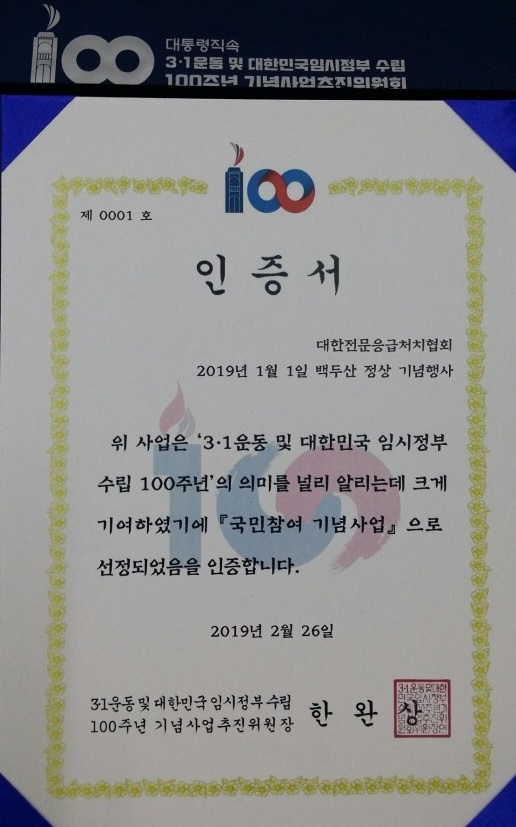 100
대통령직속
3·1운동 및 대한민국임시정부 수립
100주년 기념사업추진위원회
100
제 0001 호
인증서
대한전문응급처치협회
2019년 1월 1일 백두산 정상 기념행사
위 사업은 '3·1운동 및 대한민국 임시정부
수립 100주년'의 의미를 널리 알리는데 크게
기여하였기에 『국민참여 기념사업』으로
선정되었음을 인증합니다.
2019년 2월 26일
3·1운동 및 대한민국 임시정부 수립
100주년 기념사업추진위원장 한 완 상